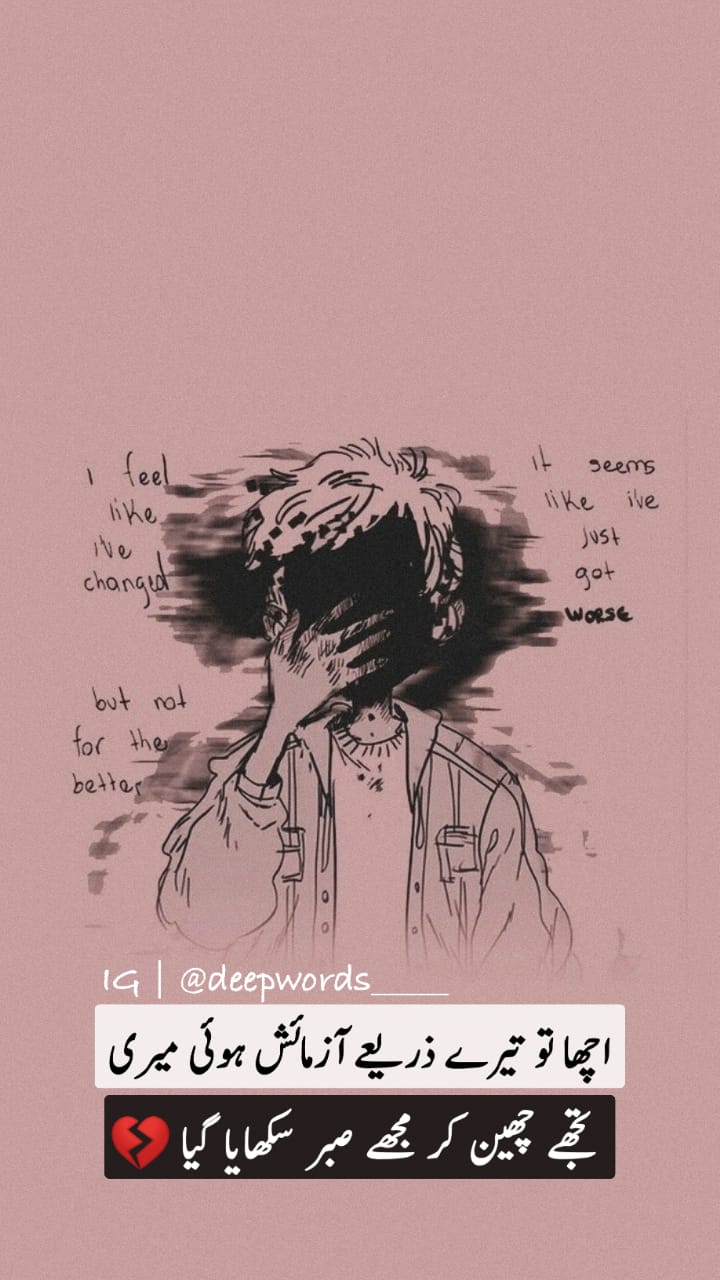 i feel
like
i've
changed
but not
for the
better
it seems
like i've
just
got
WORSE
IG | @deepwords____
اچھا تو تیرے ذریعے آزمائش ہوئی میری
تجھے چھین کر مجھے صبر سکھایا گیا 💔